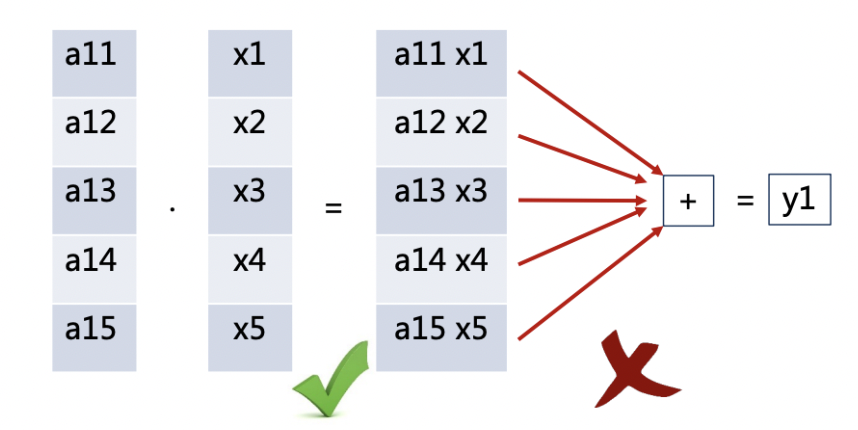 a11 x1 a11 x1
a12 x2 a12 x2
a13 . x3 = a13 x3 + = y1
a14 x4 a14 x4
a15 x5 a15 x5